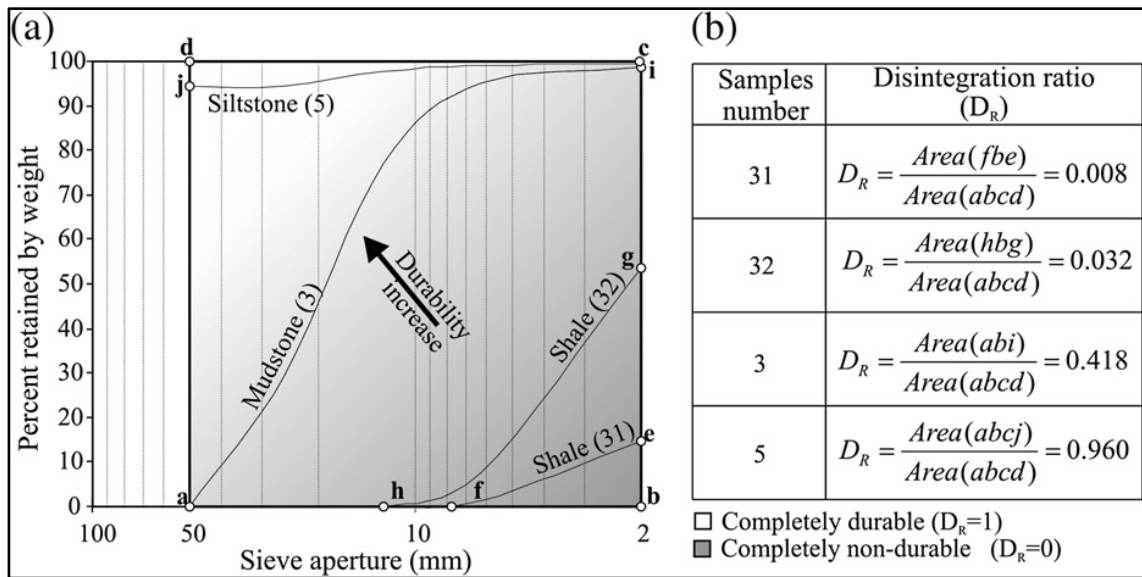 (a)
d
c
100
j
i
Siltstone (5)
90
80
70
60
50
40
30
20
10
0
Percent retained by weight
Mudstone (3)
Durability
increase
Shale (32)
g
Shale (31)
e
a
h
f
b
100
50
10
2
Sieve aperture (mm)
(b)
Samples number
Disintegration ratio (D_R)
31
D_R = Area(fbe) / Area(abcd) = 0.008
32
D_R = Area(hbg) / Area(abcd) = 0.032
3
D_R = Area(abi) / Area(abcd) = 0.418
5
D_R = Area(abcj) / Area(abcd) = 0.960
Completely durable (D_R=1)
Completely non-durable (D_R=0)